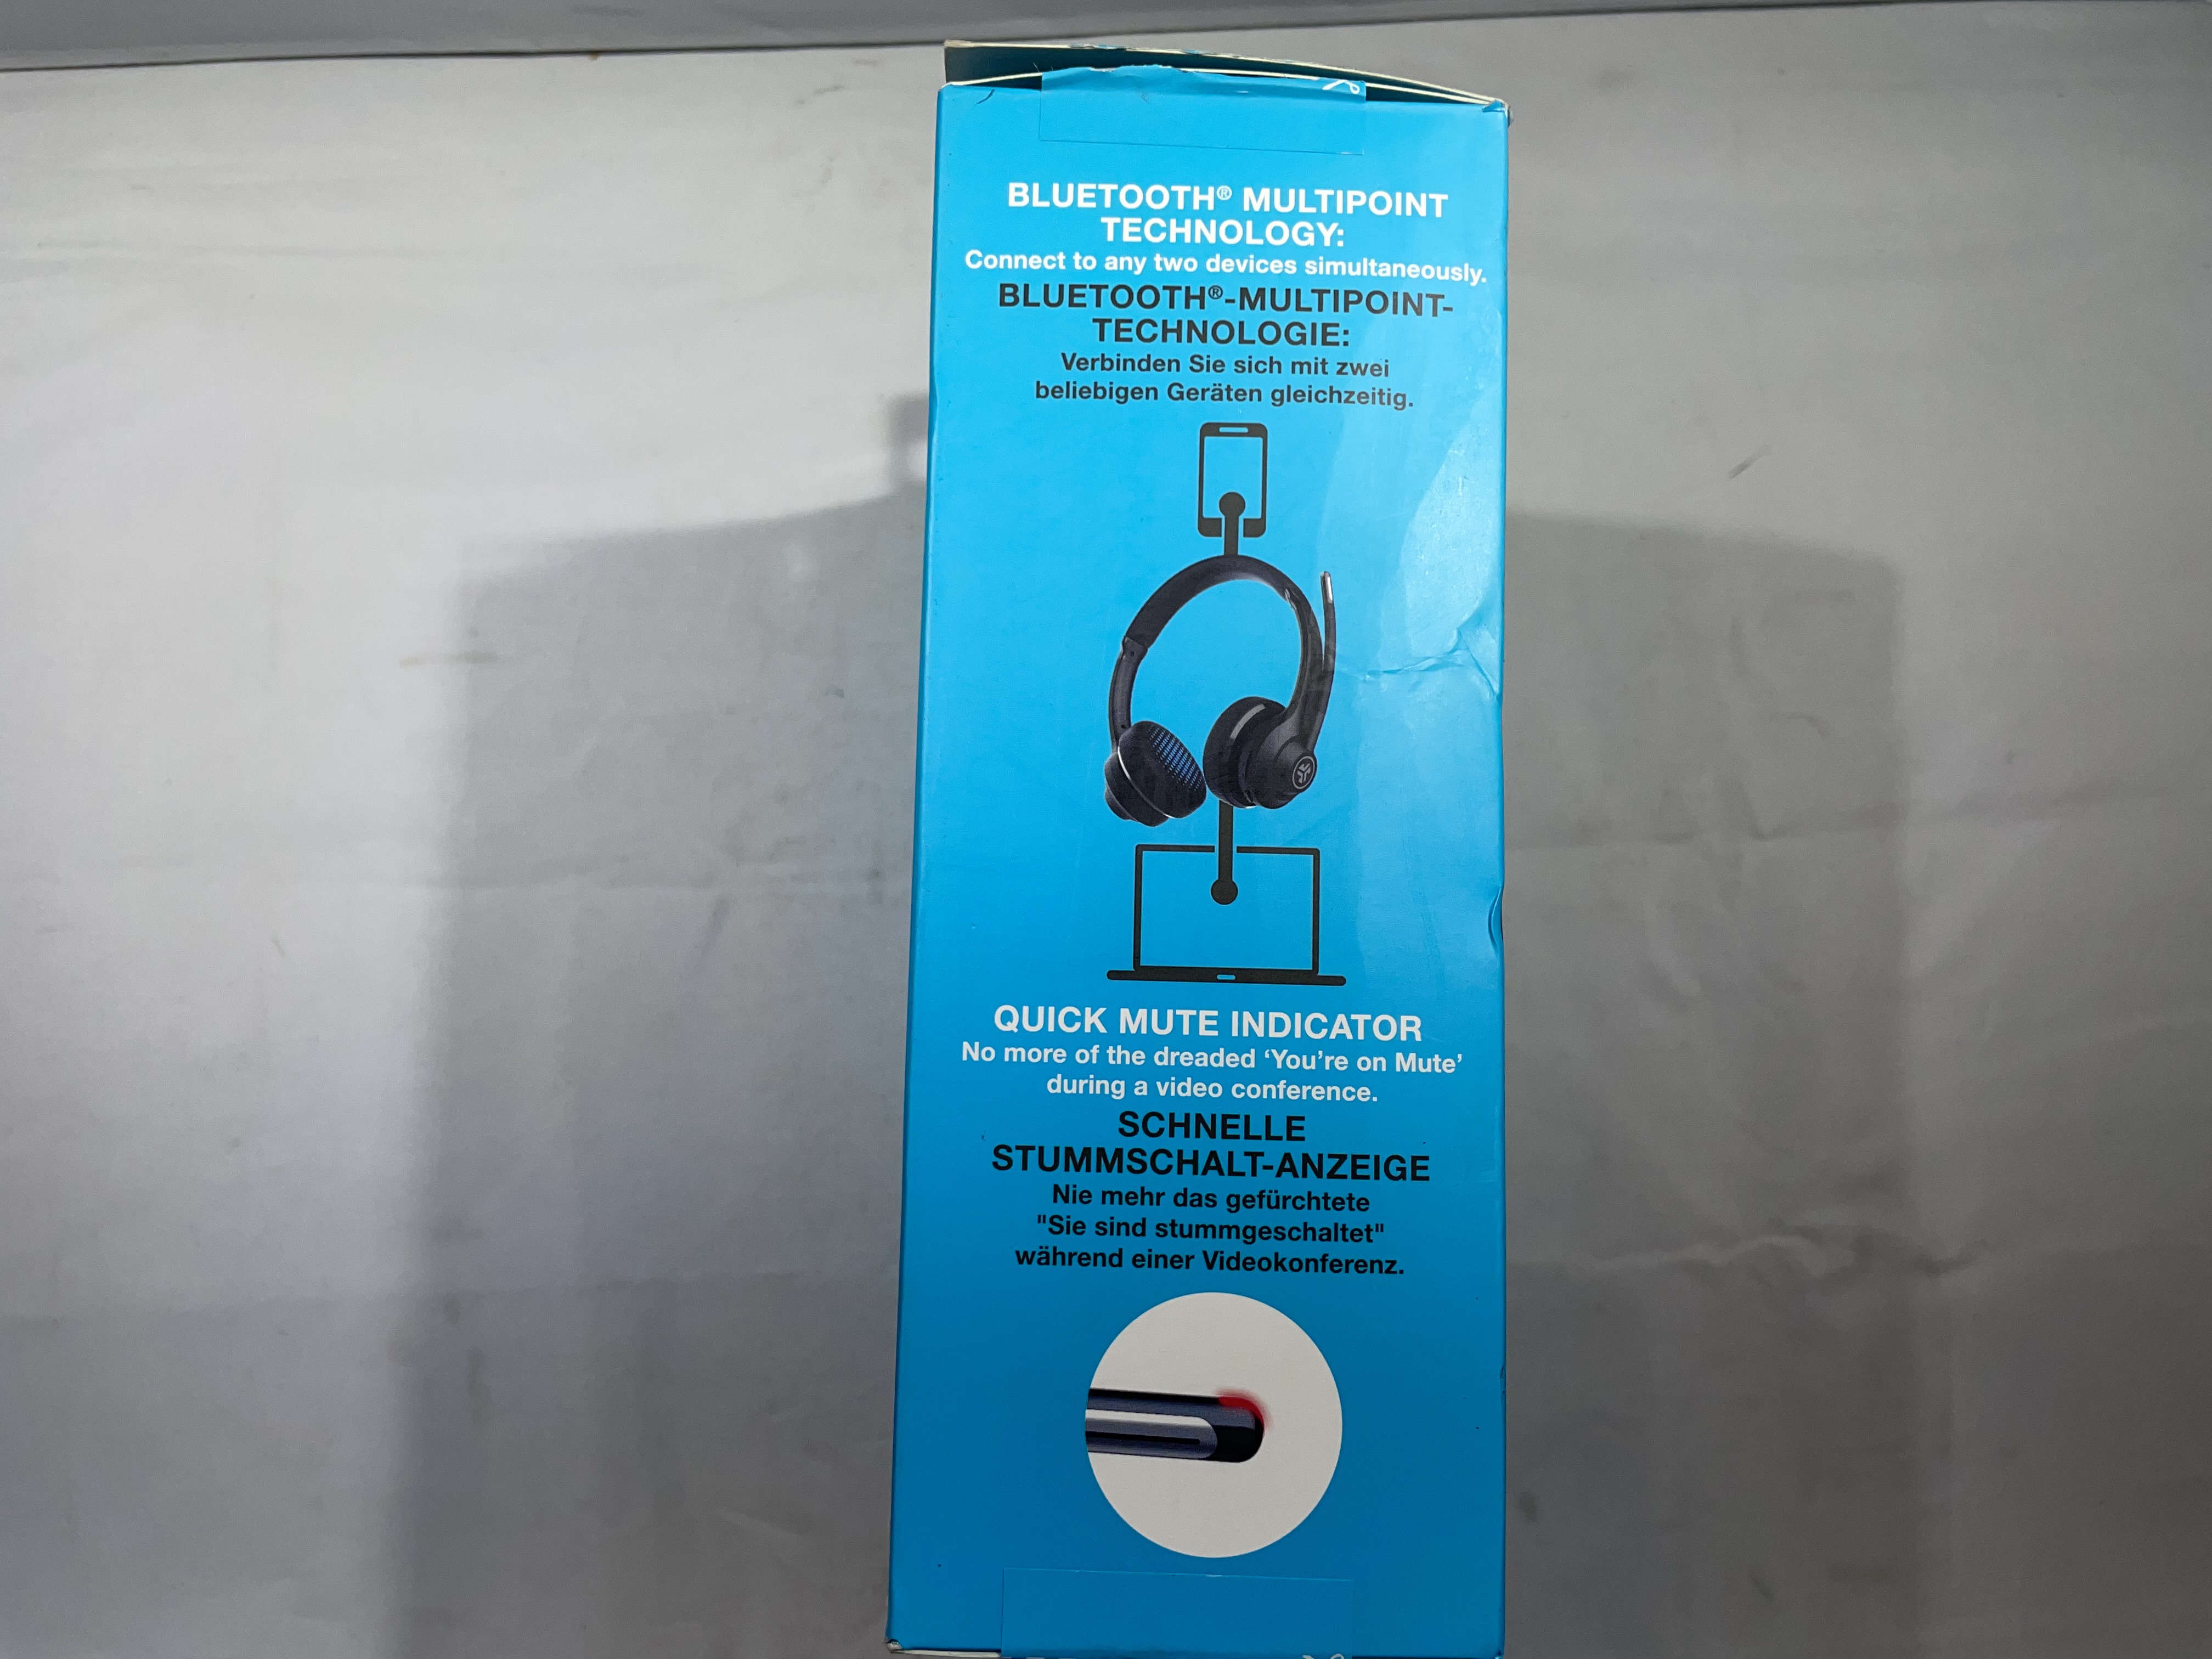 BLUETOOTH® MULTIPOINT
TECHNOLOGY:
Connect to any two devices simultaneously.
BLUETOOTH®-MULTIPOINT-
TECHNOLOGIE:
Verbinden Sie sich mit zwei
beliebigen Geräten gleichzeitig.
QUICK MUTE INDICATOR
No more of the dreaded ‘You’re on Mute’
during a video conference.
SCHNELLE
STUMMSCHALT-ANZEIGE
Nie mehr das gefürchtete
"Sie sind stummgeschaltet"
während einer Videokonferenz.